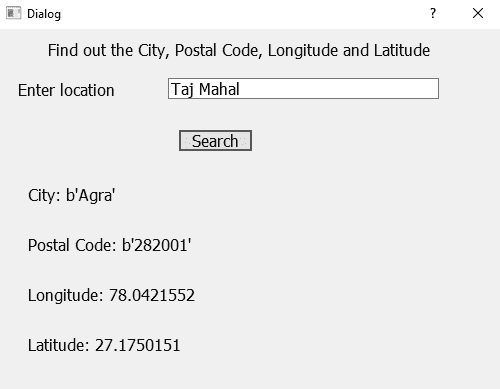 Dialog
?
Find out the City, Postal Code, Longitude and Latitude
Enter location Taj Mahal
Search
City: b'Agra'
Postal Code: b'282001'
Longitude: 78.0421552
Latitude: 27.1750151